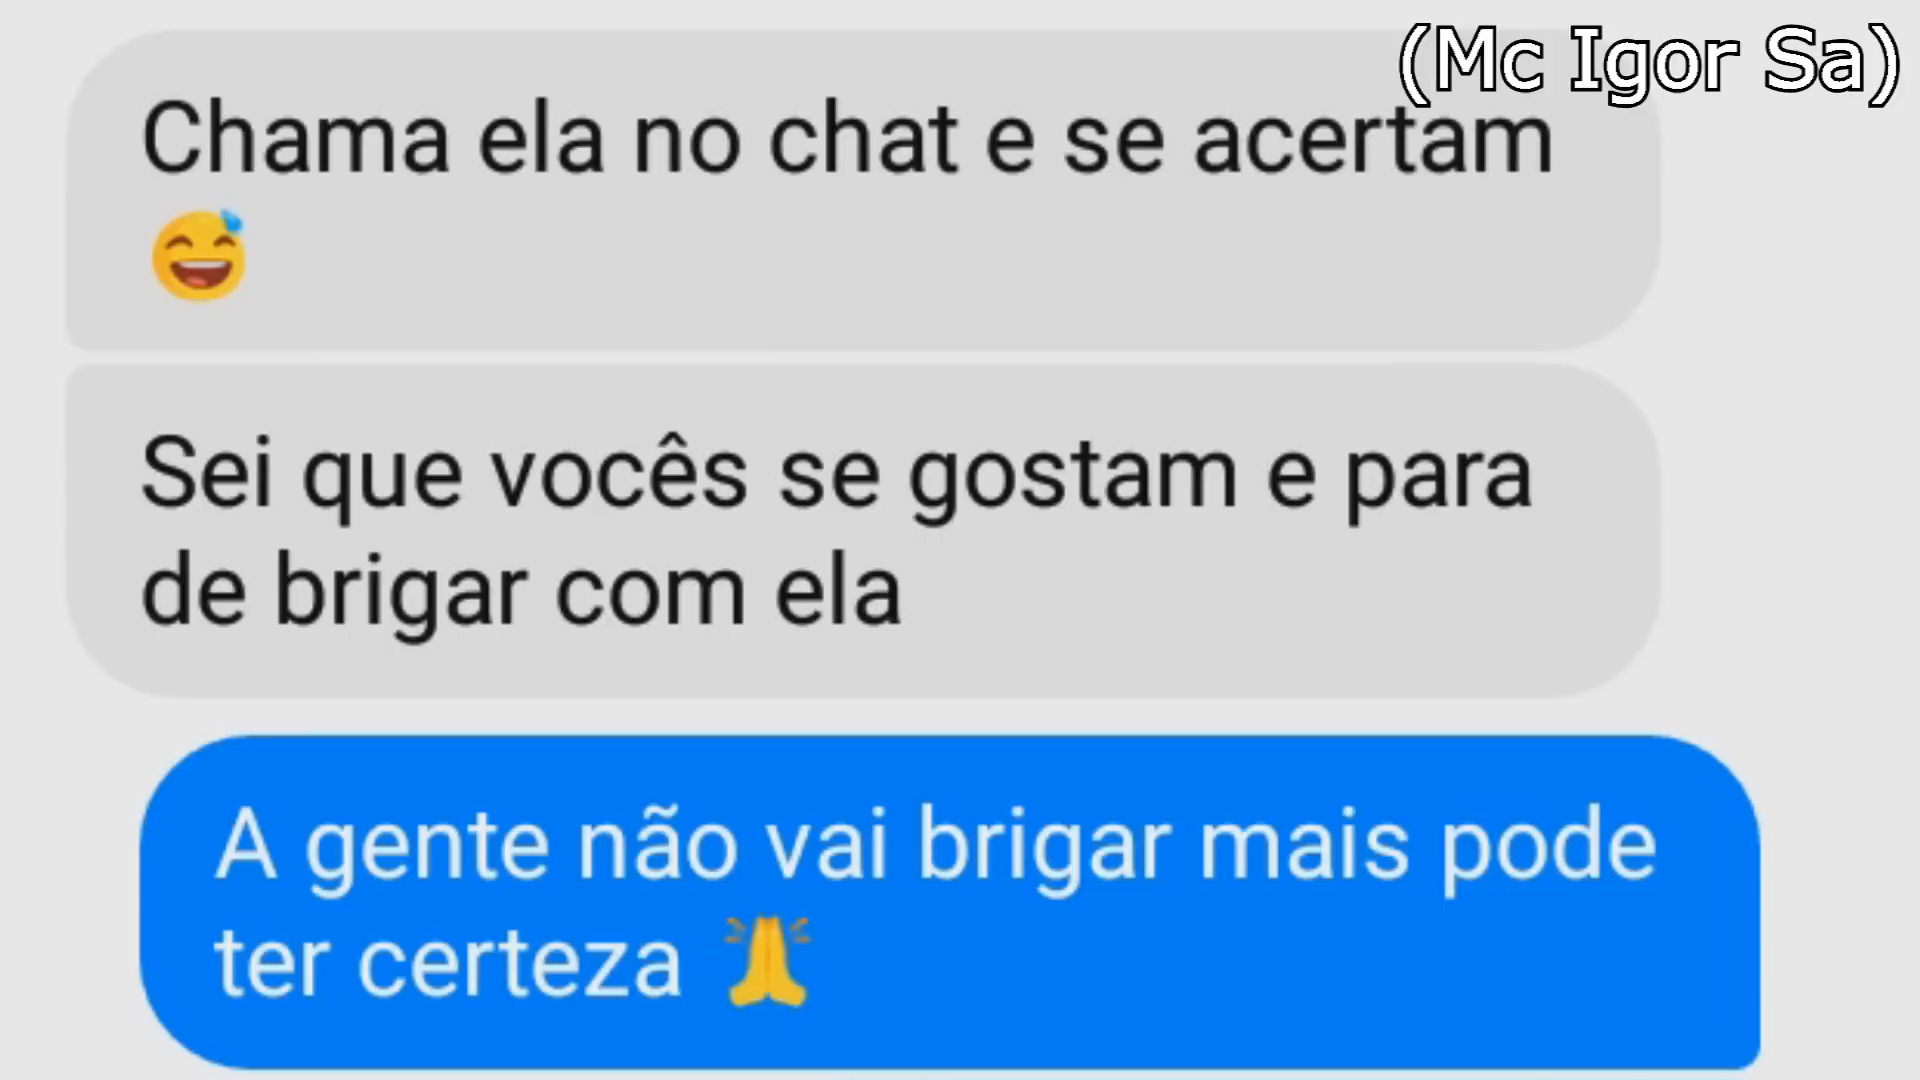 (Mc Igor Sa)
Chama ela no chat e se acertam
😅
Sei que vocês se gostam e para
de brigar com ela
A gente não vai brigar mais pode
ter certeza 🙏